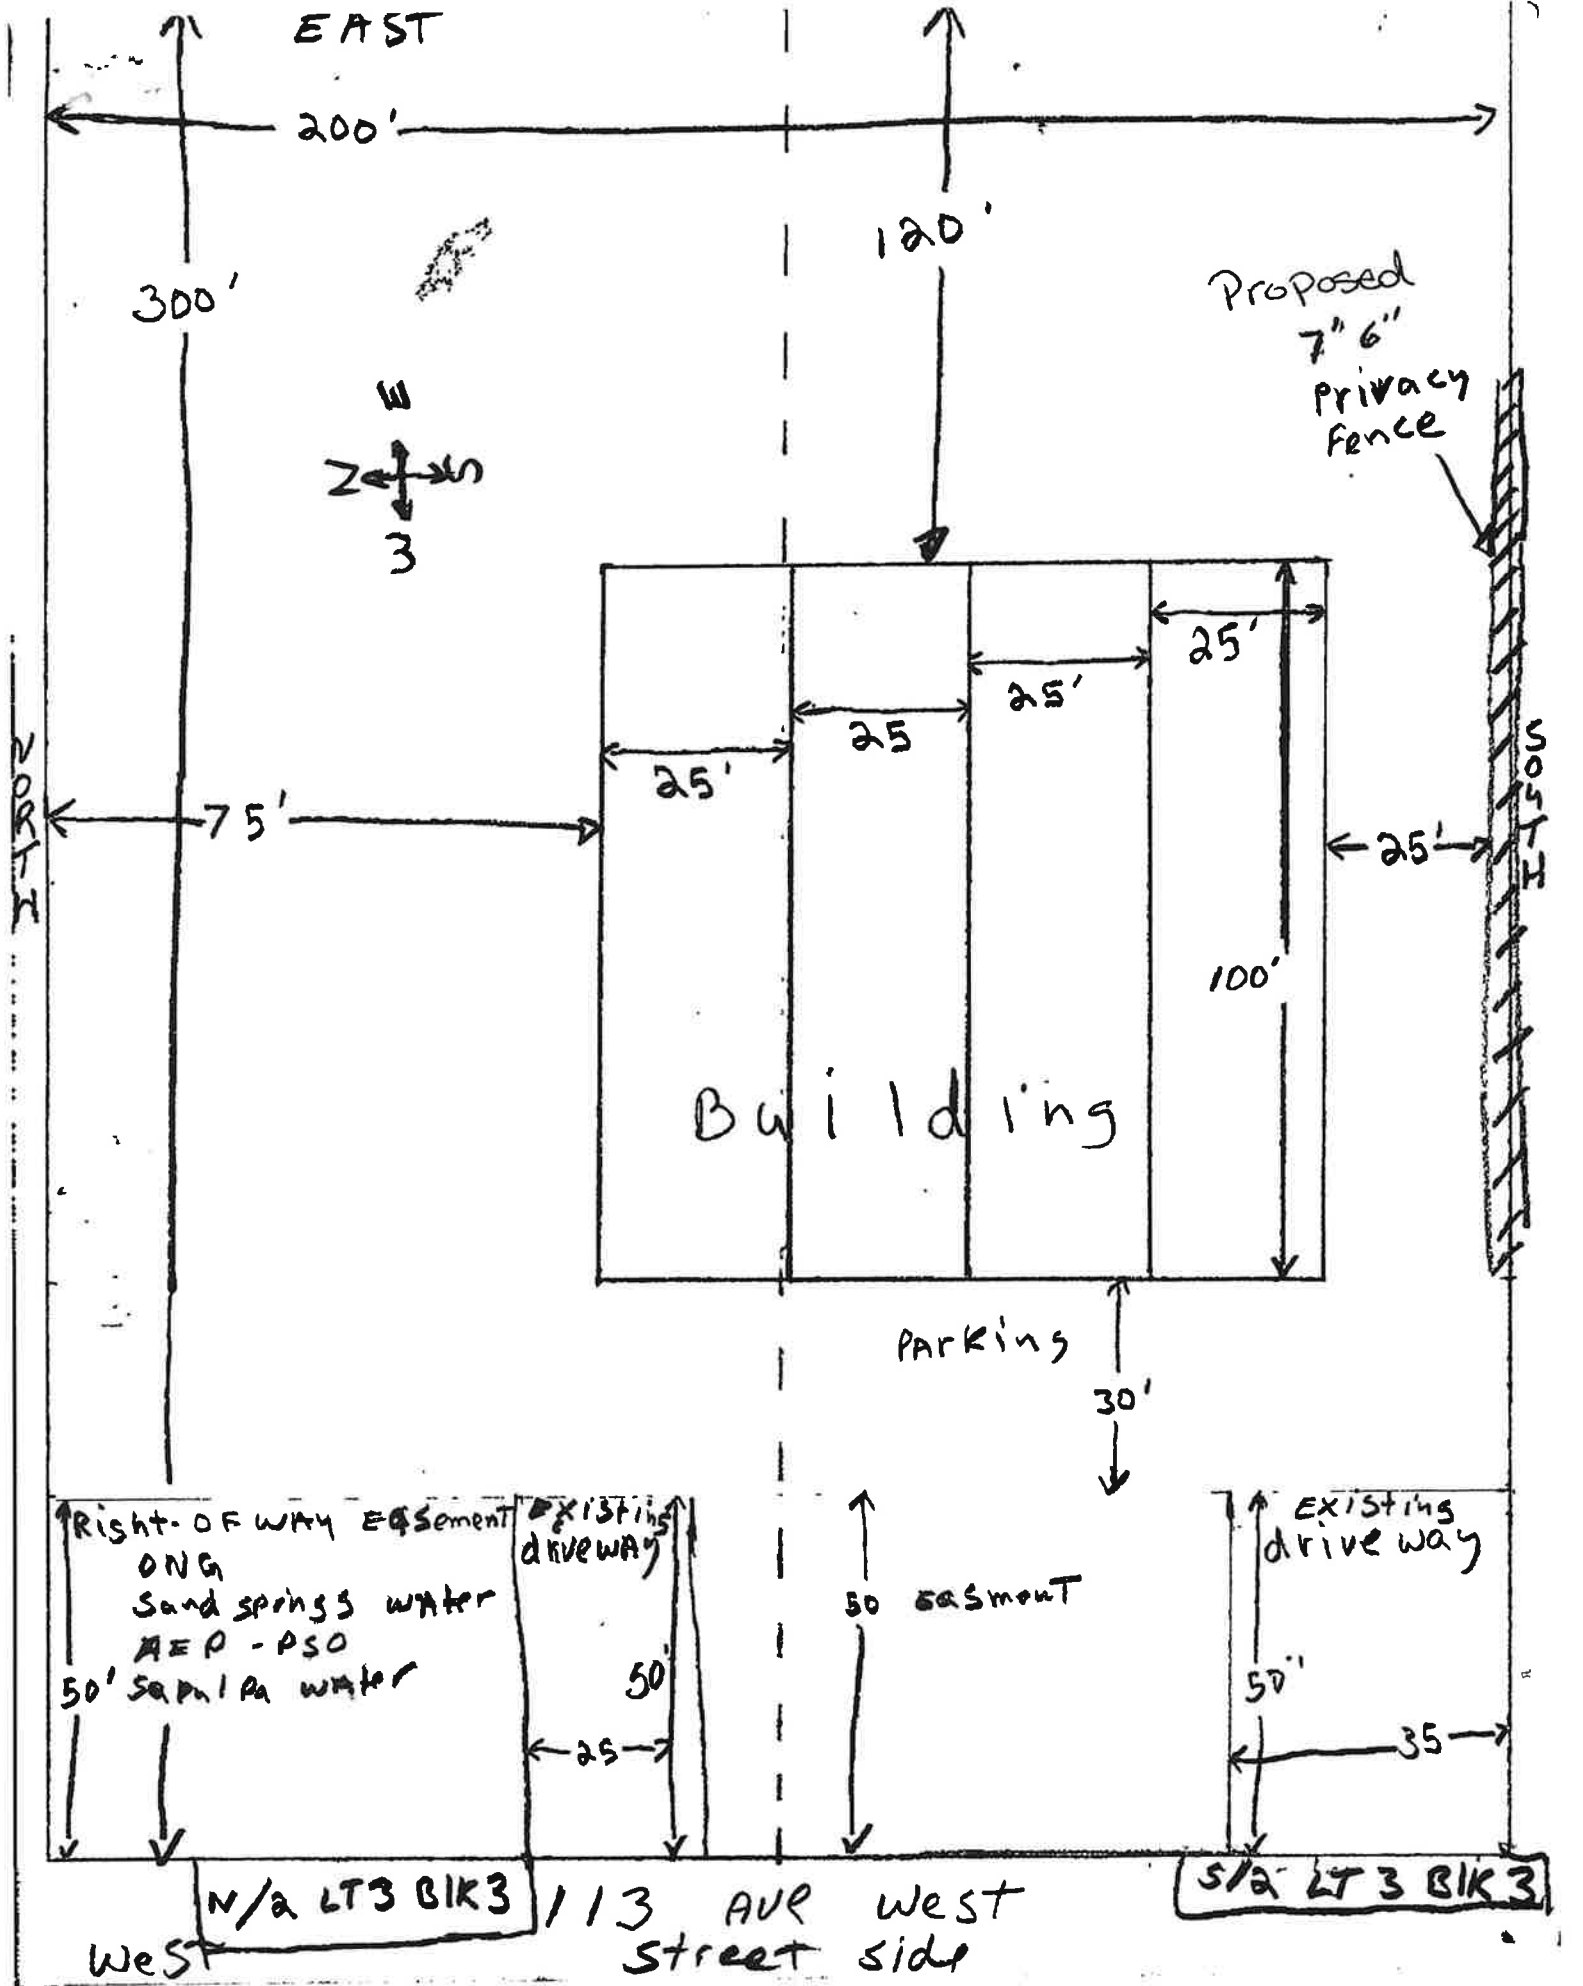 EAST
200'
120'
300'
Proposed
7" 6"
Privacy
Fence
E
N S
W
25'
25'
25
25'
NORTH
SOUTH
75'
25'
100'
Building
Parking
30'
Right-OF WAY EASement
ONG
Sand springs water
AEP - PSO
Sapulpa water
50'
Existing
driveway
50'
25
50 easment
Existing
driveway
50"
35
N/2 LT3 BlK3
S/2 LT 3 BlK 3
113 Ave West
West
Street side